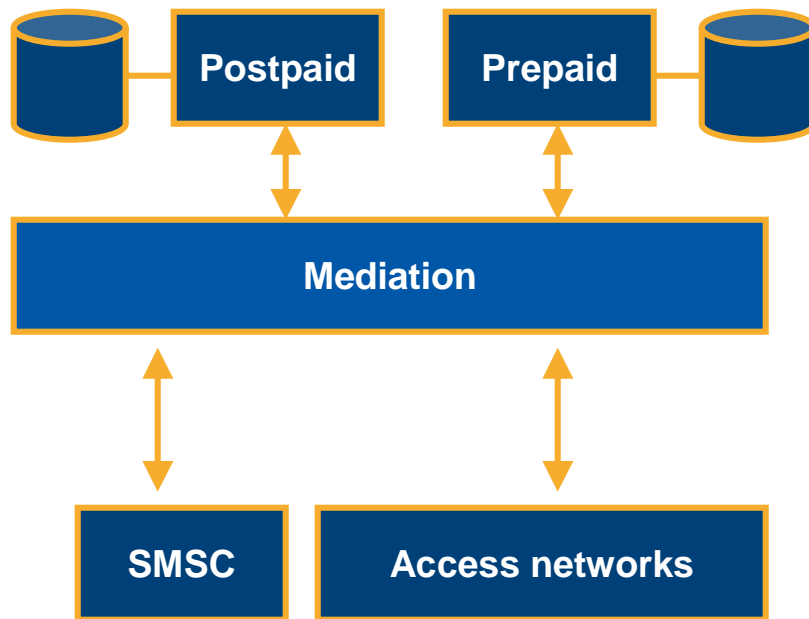 Postpaid
Prepaid
Mediation
SMSC
Access networks